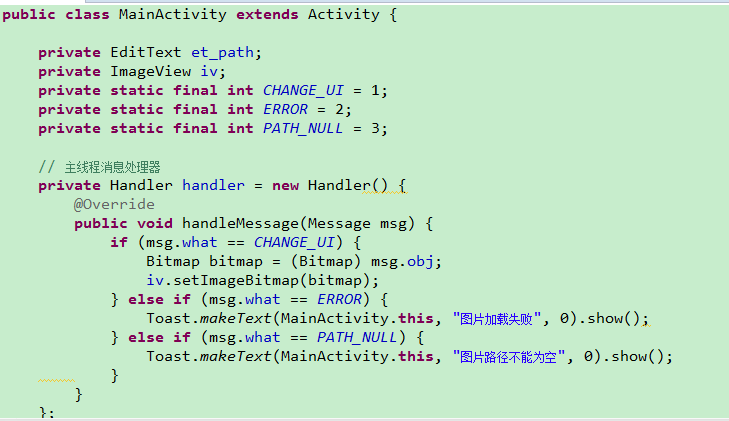 public class MainActivity extends Activity {
private EditText et_path;
private ImageView iv;
private static final int CHANGE_UI = 1;
private static final int ERROR = 2;
private static final int PATH_NULL = 3;
// 主线程消息处理器
private Handler handler = new Handler() {
@Override
public void handleMessage(Message msg) {
if (msg.what == CHANGE_UI) {
Bitmap bitmap = (Bitmap) msg.obj;
iv.setImageBitmap(bitmap);
} else if (msg.what == ERROR) {
Toast.makeText(MainActivity.this, "图片加载失败", 0).show();
} else if (msg.what == PATH_NULL) {
Toast.makeText(MainActivity.this, "图片路径不能为空", 0).show();
}
}
};